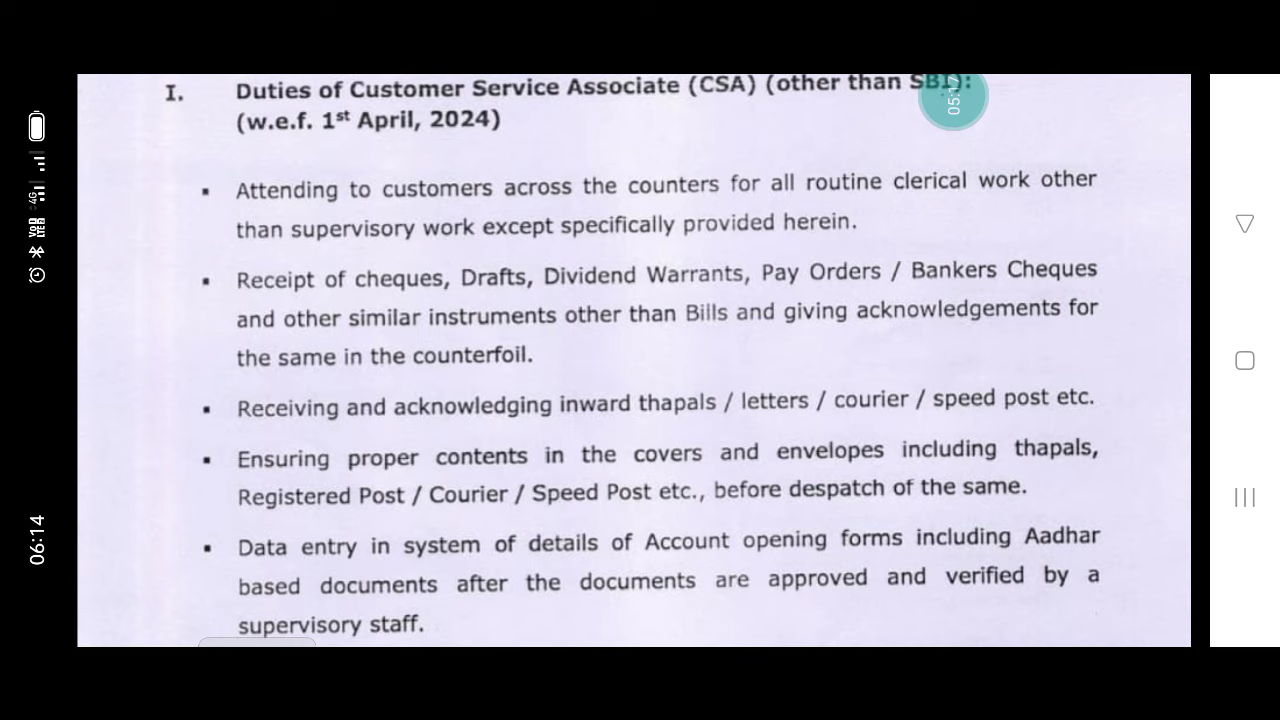 I. Duties of Customer Service Associate (CSA) (other than SBI):
(w.e.f. 1st April, 2024)
▪ Attending to customers across the counters for all routine clerical work other
than supervisory work except specifically provided herein.
▪ Receipt of cheques, Drafts, Dividend Warrants, Pay Orders / Bankers Cheques
and other similar instruments other than Bills and giving acknowledgements for
the same in the counterfoil.
▪ Receiving and acknowledging inward thapals / letters / courier / speed post etc.
▪ Ensuring proper contents in the covers and envelopes including thapals,
Registered Post / Courier / Speed Post etc., before despatch of the same.
▪ Data entry in system of details of Account opening forms including Aadhar
based documents after the documents are approved and verified by a
supervisory staff.
05:17
4G
VoD
06:14